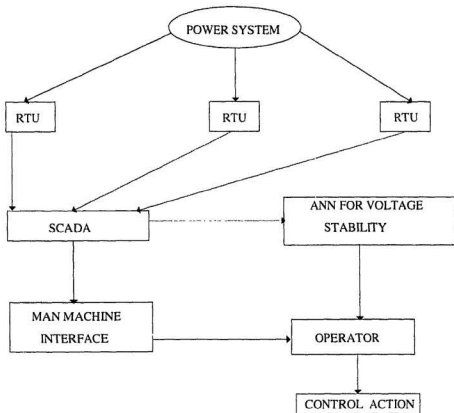 POWER SYSTEM
RTU
RTU
RTU
SCADA
ANN FOR VOLTAGE
STABILITY
MAN MACHINE
INTERFACE
OPERATOR
CONTROL ACTION